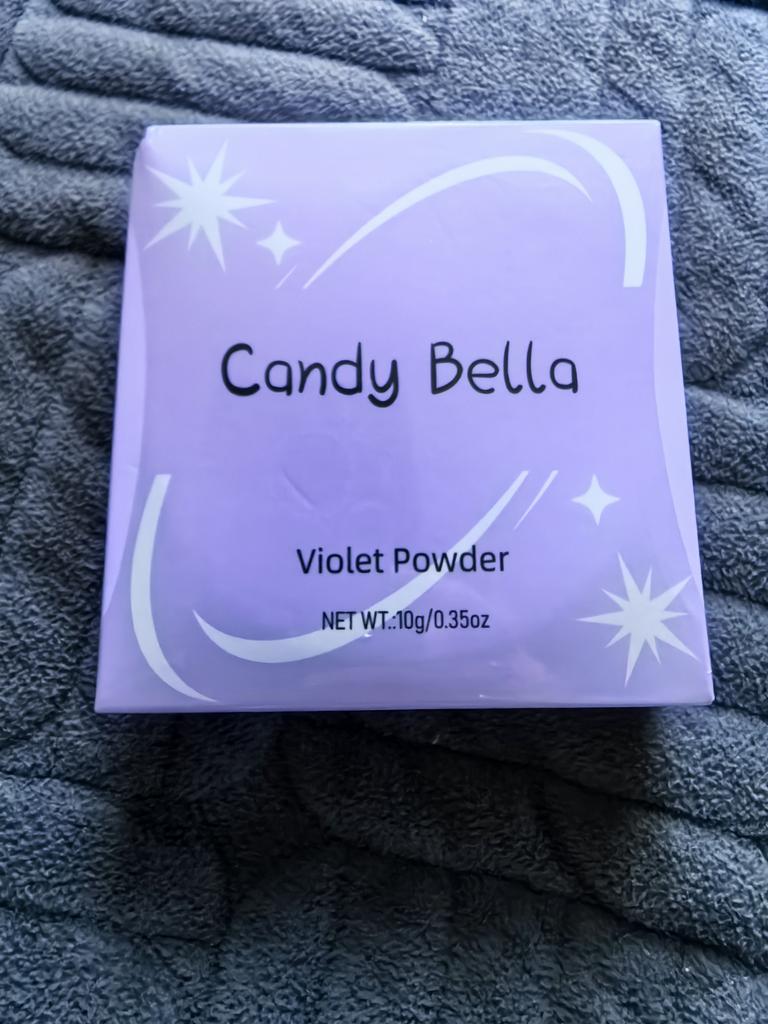 Candy Bella
Violet Powder
NET WT.:10g/0.35oz